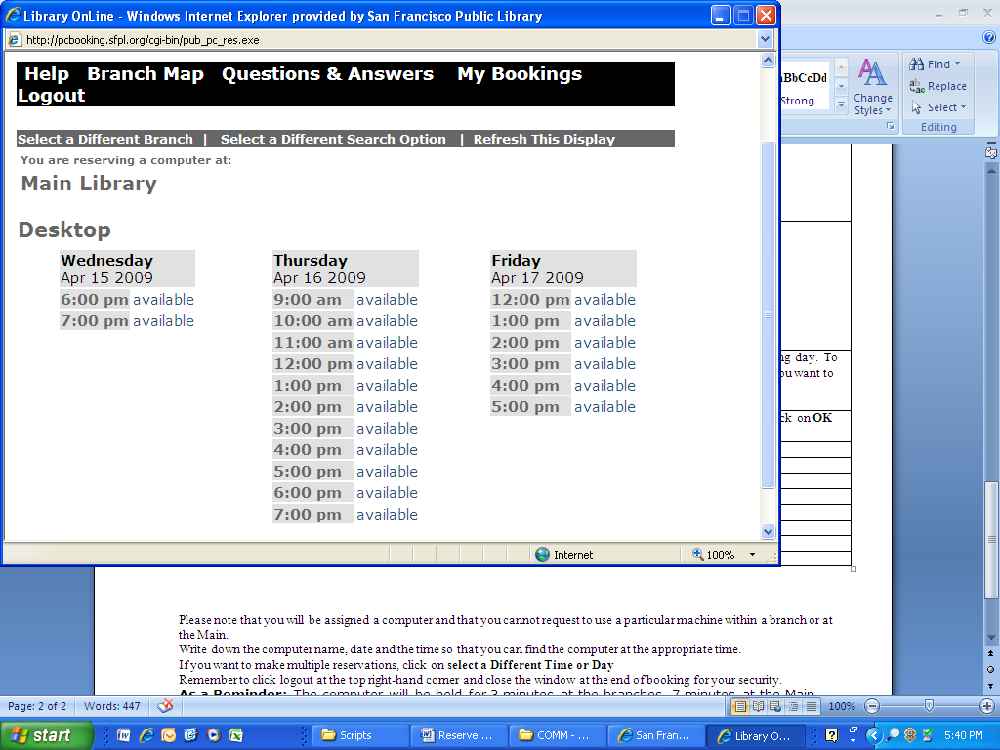 Library OnLine - Windows Internet Explorer provided by San Francisco Public Library
http://pcbooking.sfpl.org/cgi-bin/pub_pc_res.exe
Help Branch Map Questions & Answers My Bookings
Logout
Select a Different Branch | Select a Different Search Option | Refresh This Display
You are reserving a computer at:
Main Library
Desktop
Wednesday
Apr 15 2009
6:00 pm available
7:00 pm available
Thursday
Apr 16 2009
9:00 am available
10:00 am available
11:00 am available
12:00 pm available
1:00 pm available
2:00 pm available
3:00 pm available
4:00 pm available
5:00 pm available
6:00 pm available
7:00 pm available
Friday
Apr 17 2009
12:00 pm available
1:00 pm available
2:00 pm available
3:00 pm available
4:00 pm available
5:00 pm available
Internet
100%
Strong
Change
Styles
Find
Replace
Select
Editing
day. To
want to
on OK
Please note that you will be assigned a computer and that you cannot request to use a particular machine within a branch or at
the Main.
Write down the computer name, date and the time so that you can find the computer at the appropriate time.
If you want to make multiple reservations, click on select a Different Time or Day
Remember to click logout at the top right-hand corner and close the window at the end of booking for your security.
As a Reminder: The computer will be held for 3 minutes at the branches, 7 minutes at the Main
Page: 2 of 2 Words: 447
100%
start
Scripts
Reserve ...
COMM - ...
San Fran...
Library O...
5:40 PM